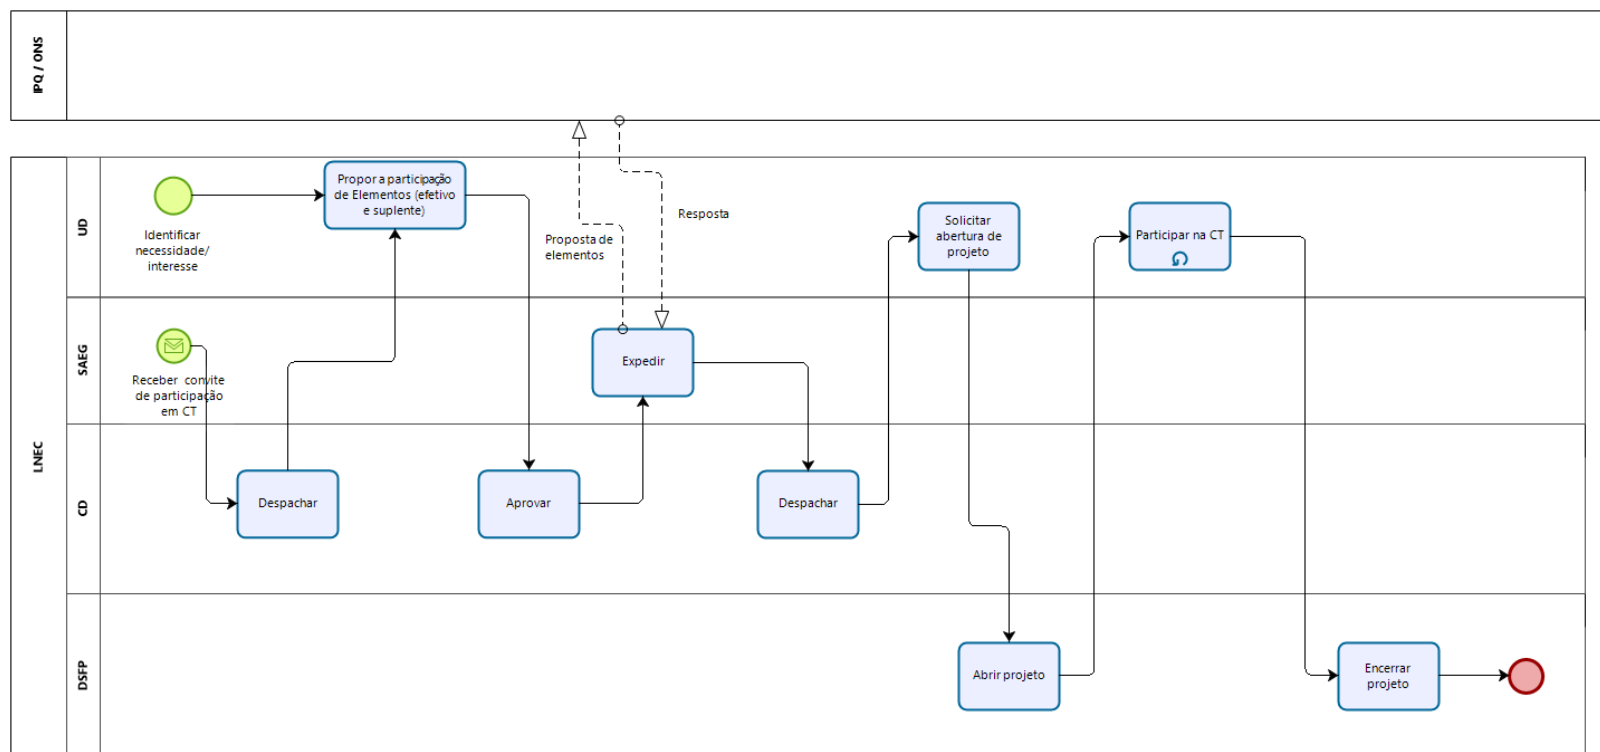 IPQ / ONS
LNEC
UD
Identificar
necessidade/
interesse
Propor a participação
de Elementos (efetivo
e suplente)
Proposta de
elementos
Resposta
Solicitar
abertura de
projeto
Participar na CT
SAEG
Receber convite
de participação
em CT
Expedir
CD
Despachar
Aprovar
Despachar
DSFP
Abrir projeto
Encerrar
projeto